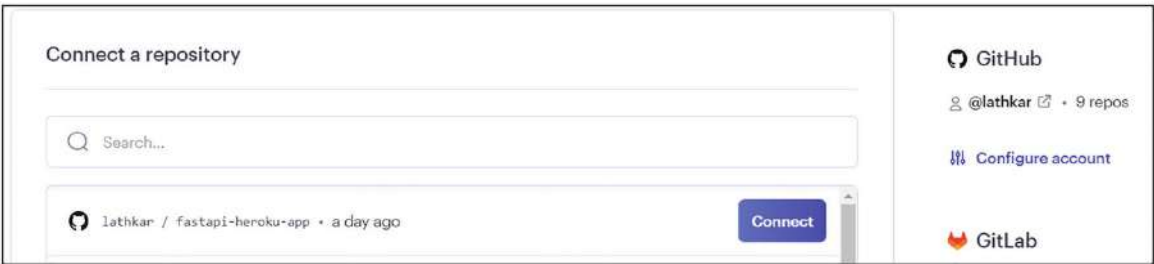 Connect a repository
Search...
lathkar / fastapi-heroku-app • a day ago
Connect
GitHub
@lathkar • 9 repos
Configure account
GitLab